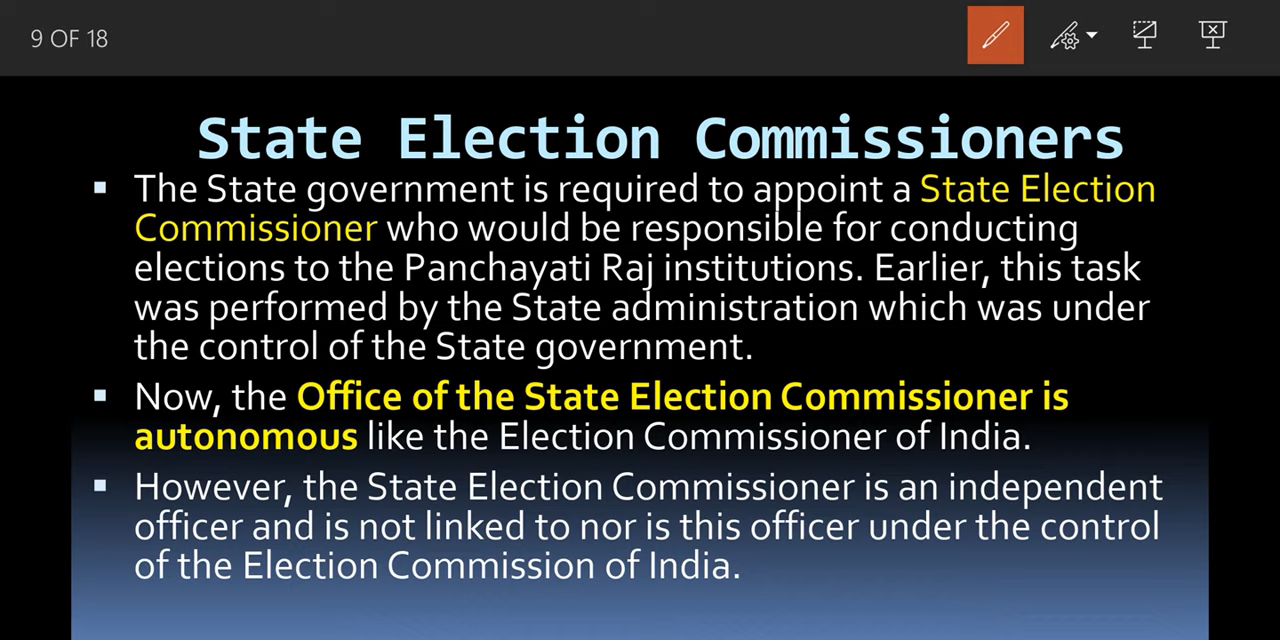 9 OF 18
State Election Commissioners
▪ The State government is required to appoint a State Election
Commissioner who would be responsible for conducting
elections to the Panchayati Raj institutions. Earlier, this task
was performed by the State administration which was under
the control of the State government.
▪ Now, the Office of the State Election Commissioner is
autonomous like the Election Commissioner of India.
▪ However, the State Election Commissioner is an independent
officer and is not linked to nor is this officer under the control
of the Election Commission of India.